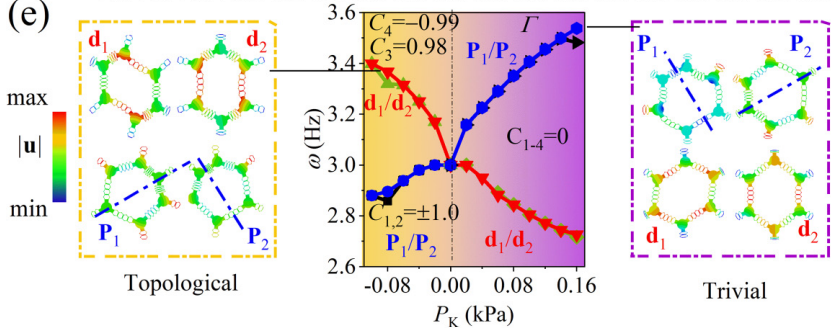 (e)
d₁
d₂
max
|u|
min
P₁
P₂
Topological
ω (Hz)
3.6
3.4
3.2
3.0
2.8
2.6
C₄=−0.99
C₃=0.98
Γ
P₁/P₂
d₁/d₂
C₁₋₄=0
C₁,₂=±1.0
P₁/P₂
d₁/d₂
-0.08
0.00
0.08
0.16
P_K (kPa)
P₁
P₂
d₁
d₂
Trivial